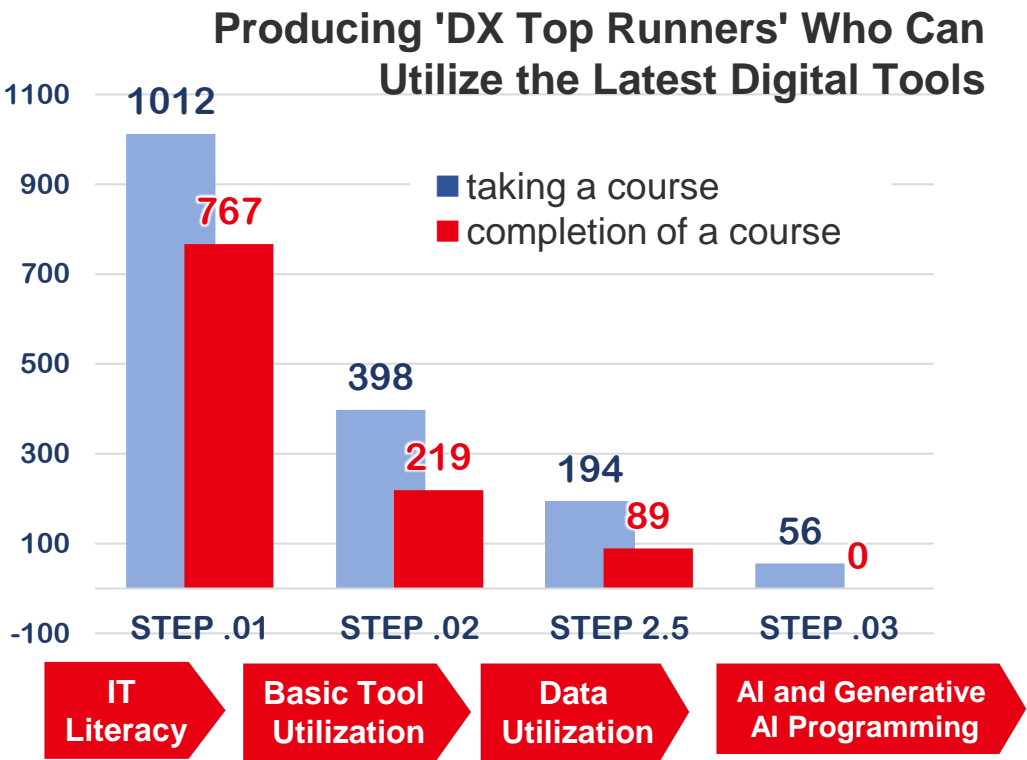 Producing 'DX Top Runners' Who Can
Utilize the Latest Digital Tools
1100
900
700
500
300
100
-100
taking a course
completion of a course
1012
767
398
219
194
89
56
0
STEP .01
STEP .02
STEP 2.5
STEP .03
IT
Literacy
Basic Tool
Utilization
Data
Utilization
AI and Generative
AI Programming